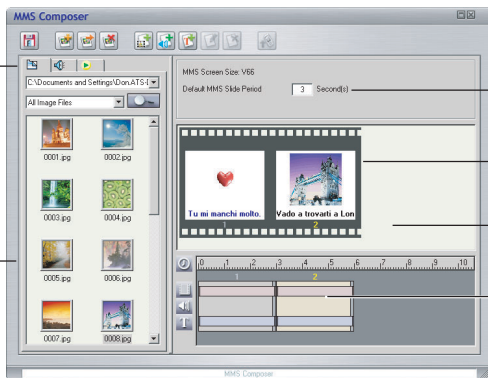 MMS Composer
C:\Documents and Settings\Don.ATS-I
All Image Files
0001.jpg 0002.jpg
0003.jpg 0004.jpg
0005.jpg 0006.jpg
0007.jpg 0008.jpg
MMS Screen Size: V66
Default MMS Slide Period 3 Second(s)
Tu mi manchi molto. Vado a trovarti a Lon
1 2
0 1 2 3 4 5 6 7 8 9 10
1 2
T
MMS Composer